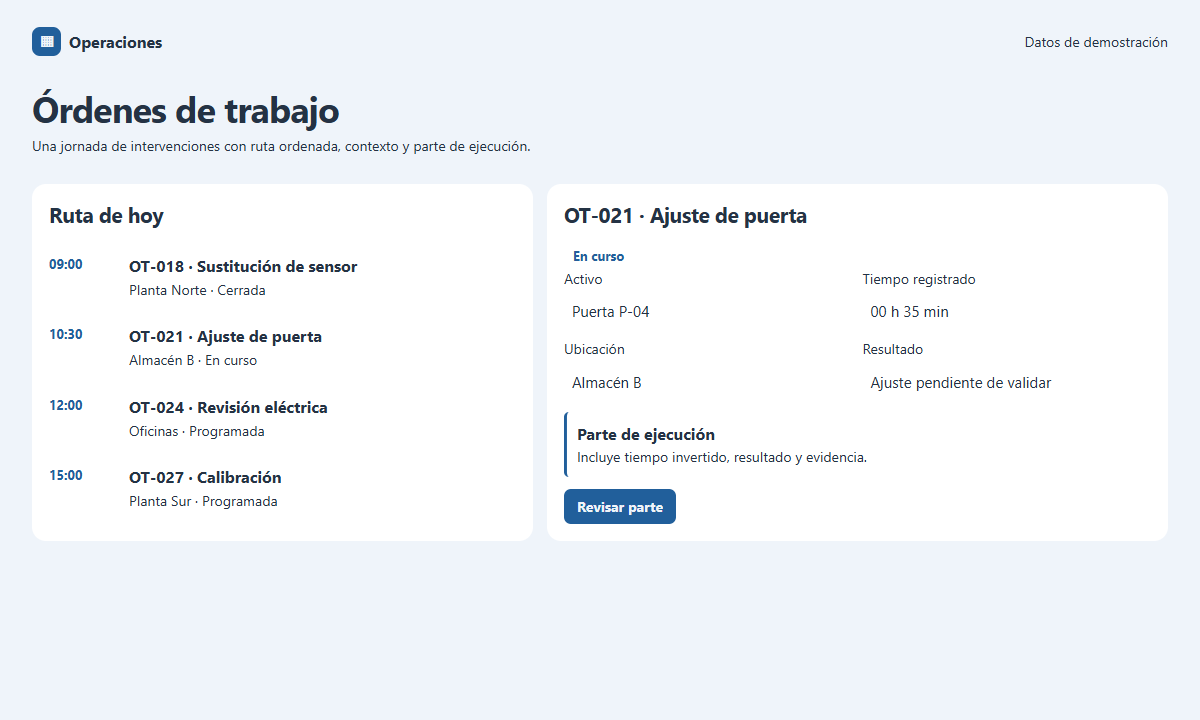 Operaciones
Datos de demostración
Órdenes de trabajo
Una jornada de intervenciones con ruta ordenada, contexto y parte de ejecución.
Ruta de hoy
09:00
OT-018 · Sustitución de sensor
Planta Norte · Cerrada
10:30
OT-021 · Ajuste de puerta
Almacén B · En curso
12:00
OT-024 · Revisión eléctrica
Oficinas · Programada
15:00
OT-027 · Calibración
Planta Sur · Programada
OT-021 · Ajuste de puerta
En curso
Activo
Puerta P-04
Tiempo registrado
00 h 35 min
Ubicación
Almacén B
Resultado
Ajuste pendiente de validar
Parte de ejecución
Incluye tiempo invertido, resultado y evidencia.
Revisar parte